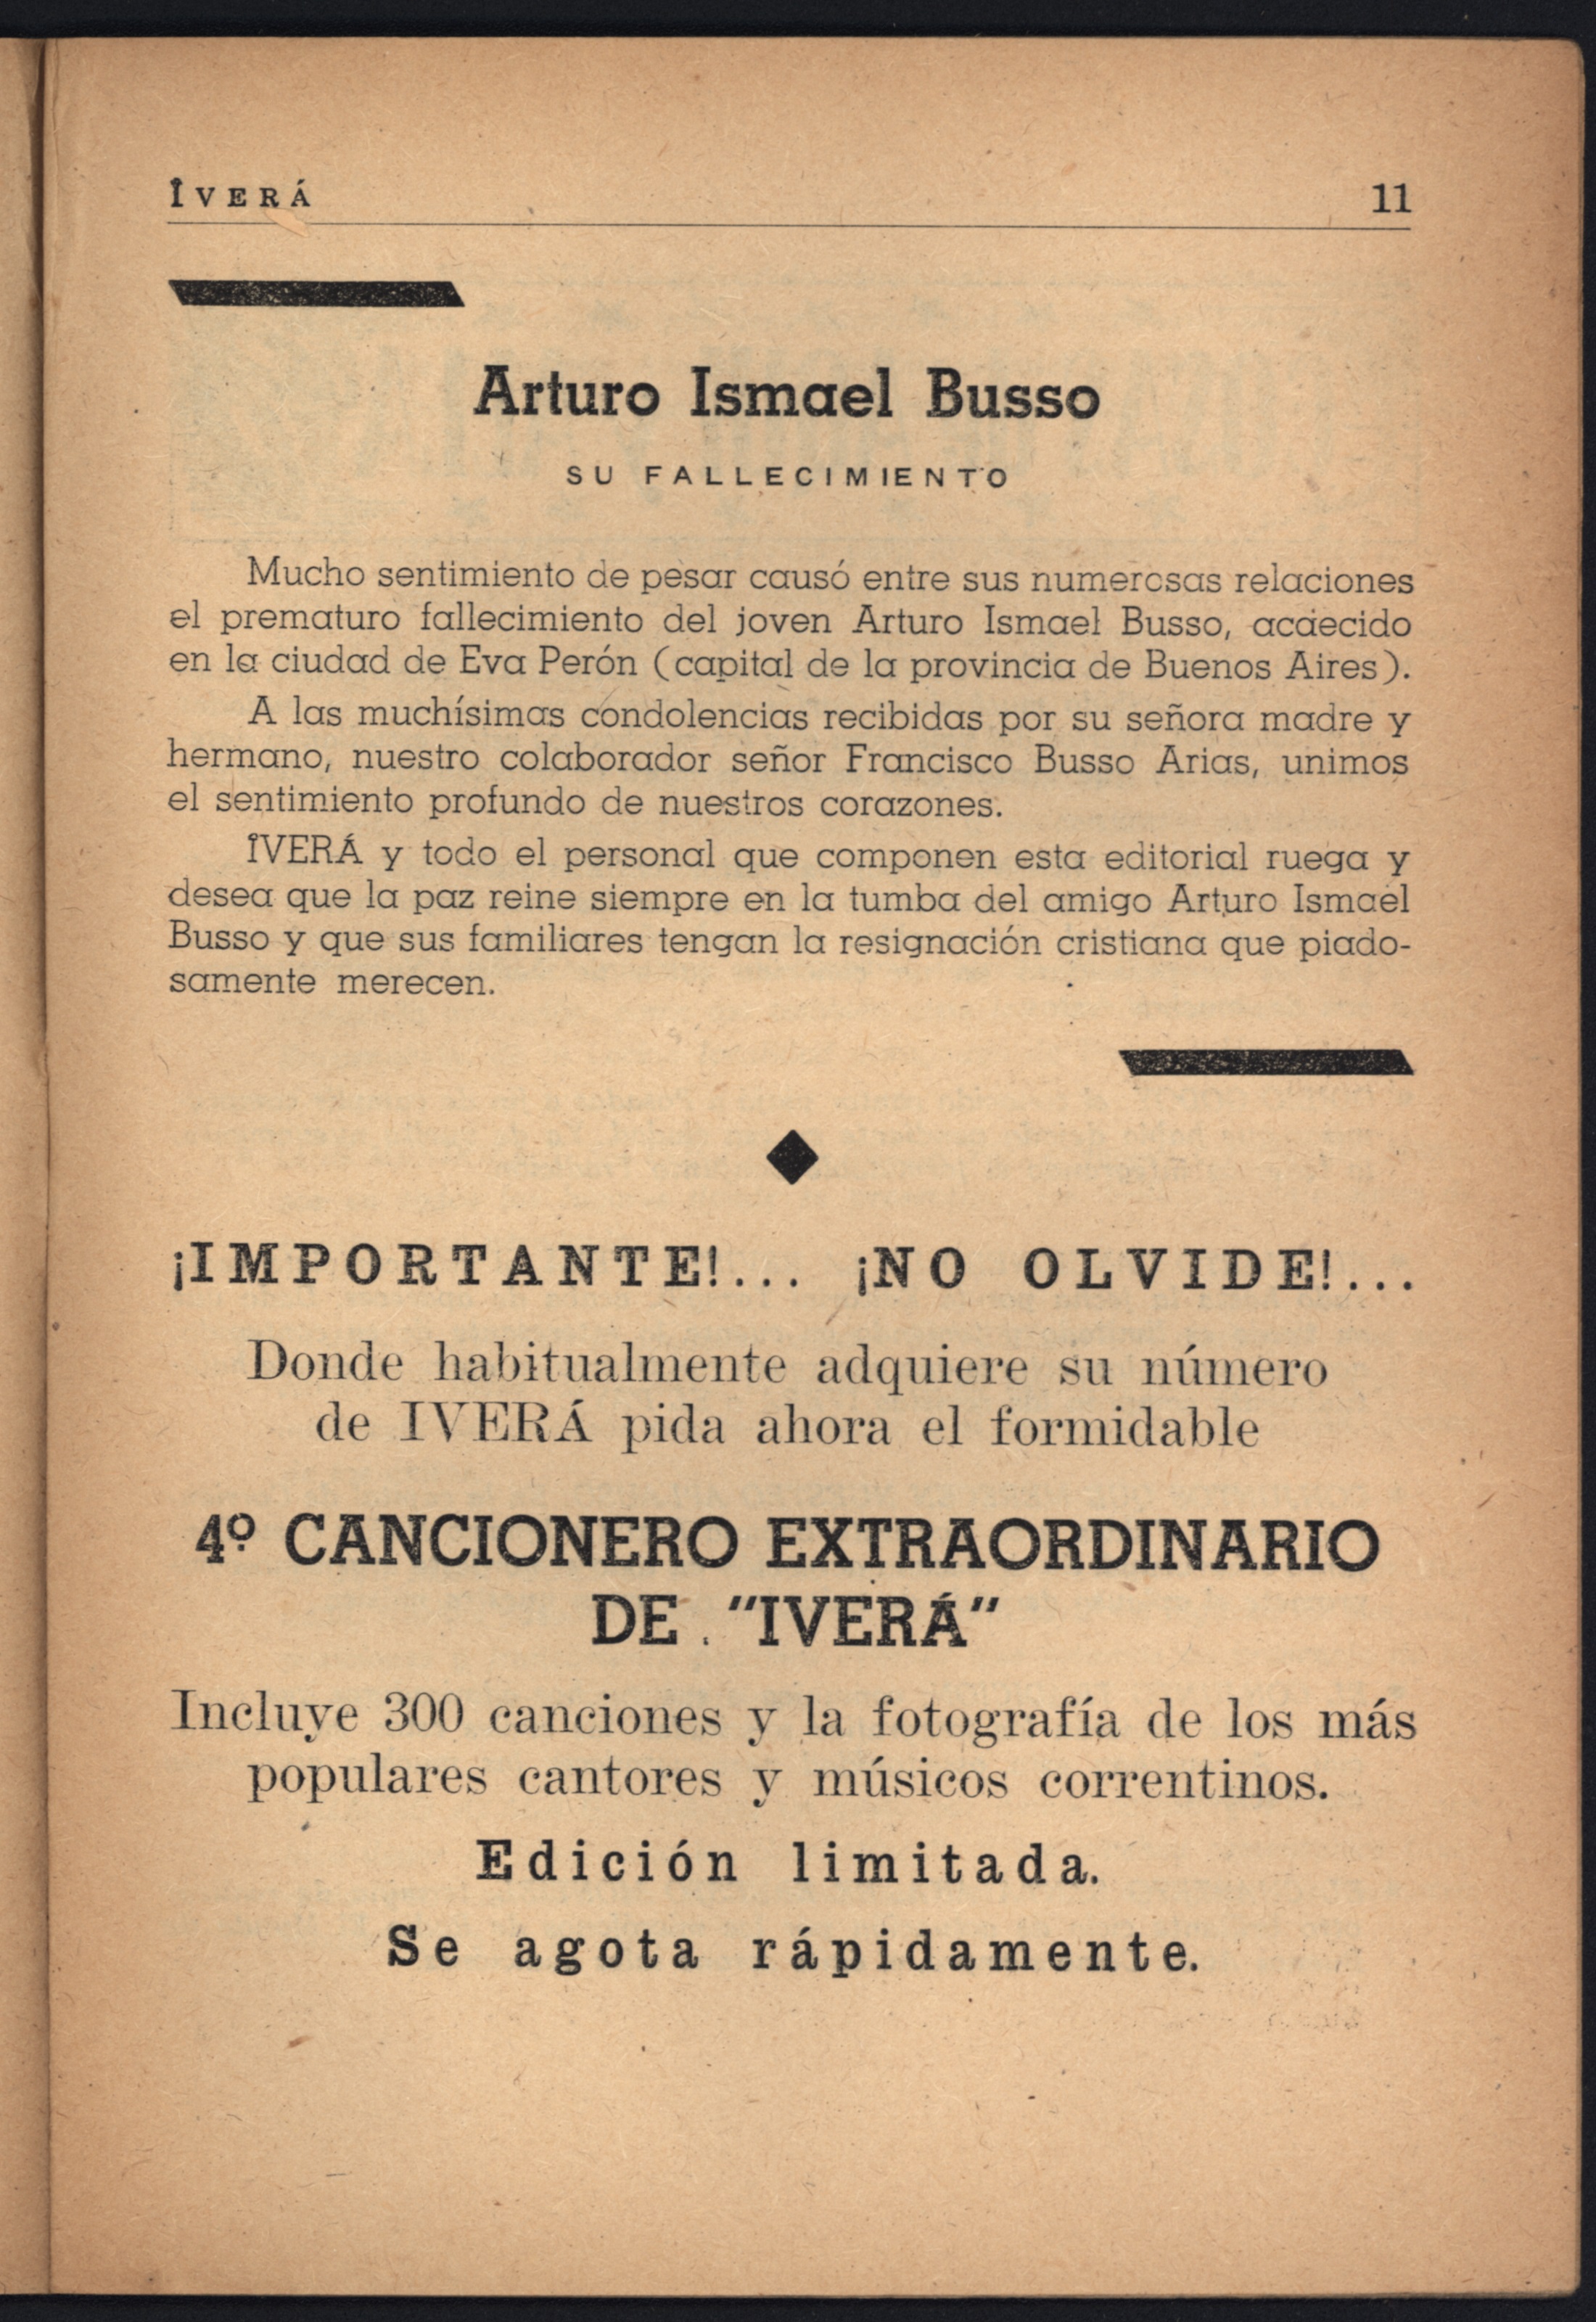 ÎVERÁ 11
Arturo Ismael Busso
SU FALLECIMIENTO
Mucho sentimiento de pesar causó entre sus numerosas relaciones
el prematuro fallecimiento del joven Arturo Ismael Busso, acaecido
en la ciudad de Eva Perón (capital de la provincia de Buenos Aires).
A las muchísimas condolencias recibidas por su señora madre y
hermano, nuestro colaborador señor Francisco Busso Arias, unimos
el sentimiento profundo de nuestros corazones.
ÎVERÁ y todo el personal que componen esta editorial ruega y
desea que la paz reine siempre en la tumba del amigo Arturo Ismael
Busso y que sus familiares tengan la resignación cristiana que piado-
samente merecen.
¡IMPORTANTE!... ¡NO OLVIDE!...
Donde habitualmente adquiere su número
de IVERÁ pida ahora el formidable
4º CANCIONERO EXTRAORDINARIO
DE "IVERÁ"
Incluye 300 canciones y la fotografía de los más
populares cantores y músicos correntinos.
Edición limitada.
Se agota rápidamente.